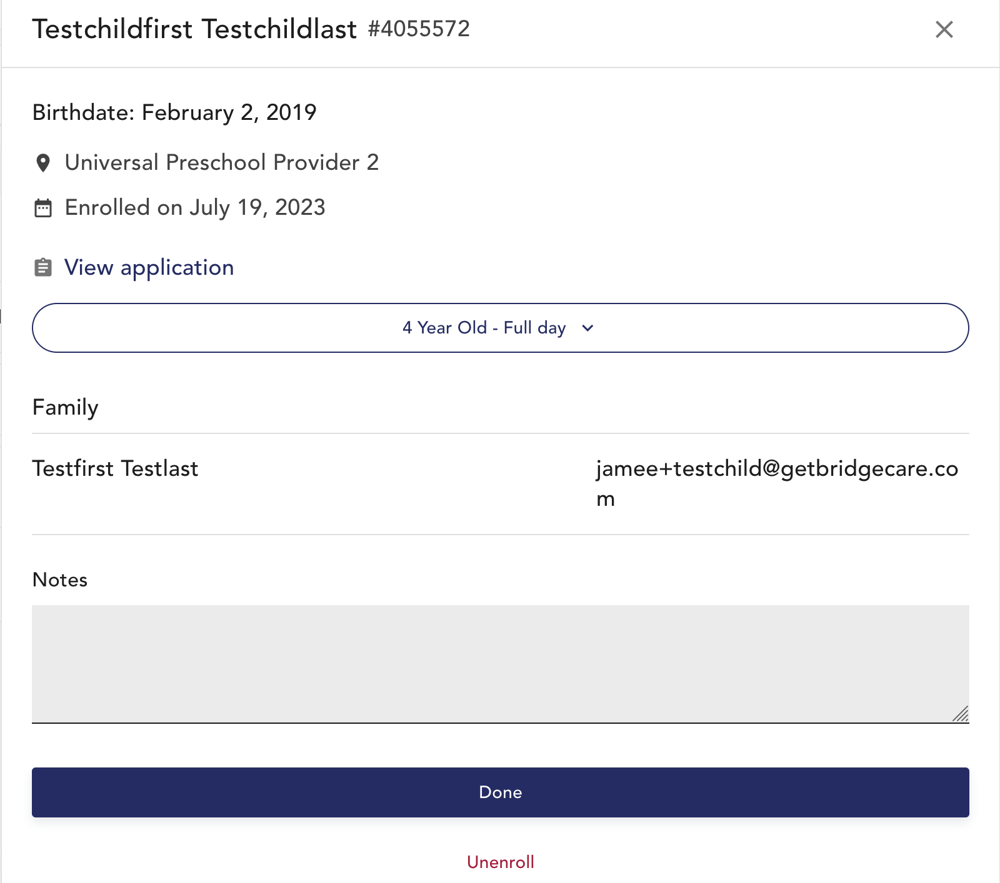 Testchildfirst Testchildlast #4055572
Birthdate: February 2, 2019
Universal Preschool Provider 2
Enrolled on July 19, 2023
View application
4 Year Old - Full day
Family
Testfirst Testlast
jamee+testchild@getbridgecare.co
m
Notes
Done
Unenroll